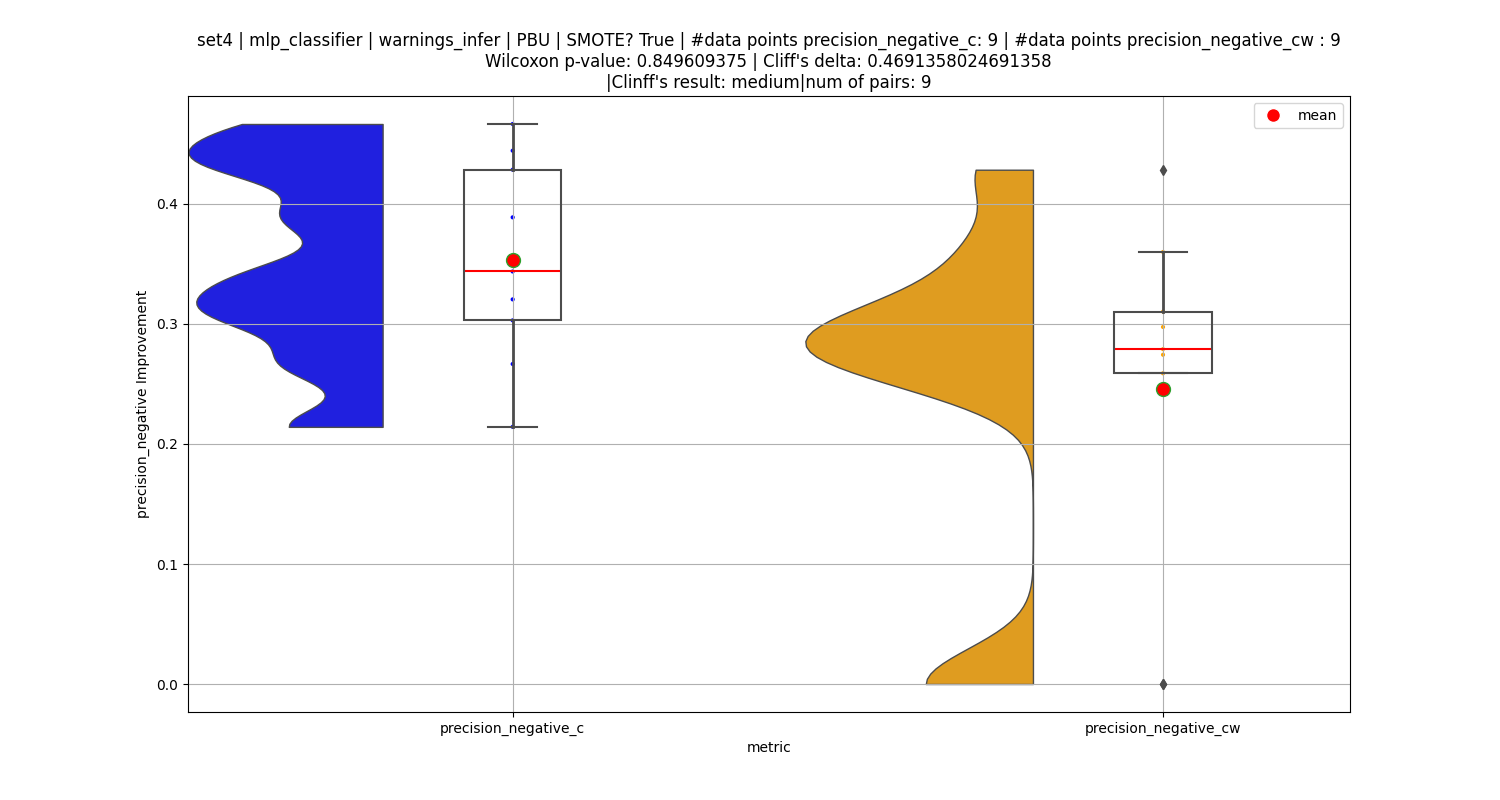 set4 | mlp_classifier | warnings_infer | PBU | SMOTE? True | #data points precision_negative_c: 9 | #data points precision_negative_cw : 9
Wilcoxon p-value: 0.849609375 | Cliff's delta: 0.4691358024691358
|Clinff's result: medium|num of pairs: 9
mean
precision_negative Improvement
0.4
0.3
0.2
0.1
0.0
precision_negative_c
precision_negative_cw
metric